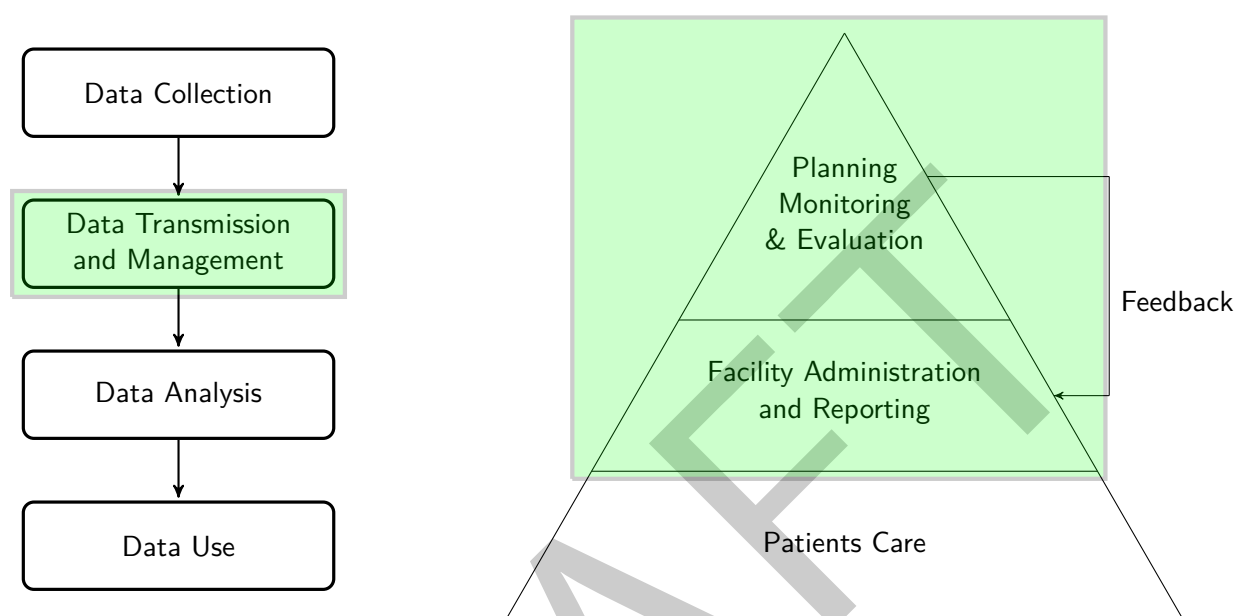 Data Collection
Data Transmission
and Management
Data Analysis
Data Use
Planning
Monitoring
& Evaluation
Feedback
Facility Administration
and Reporting
Patients Care
AFT